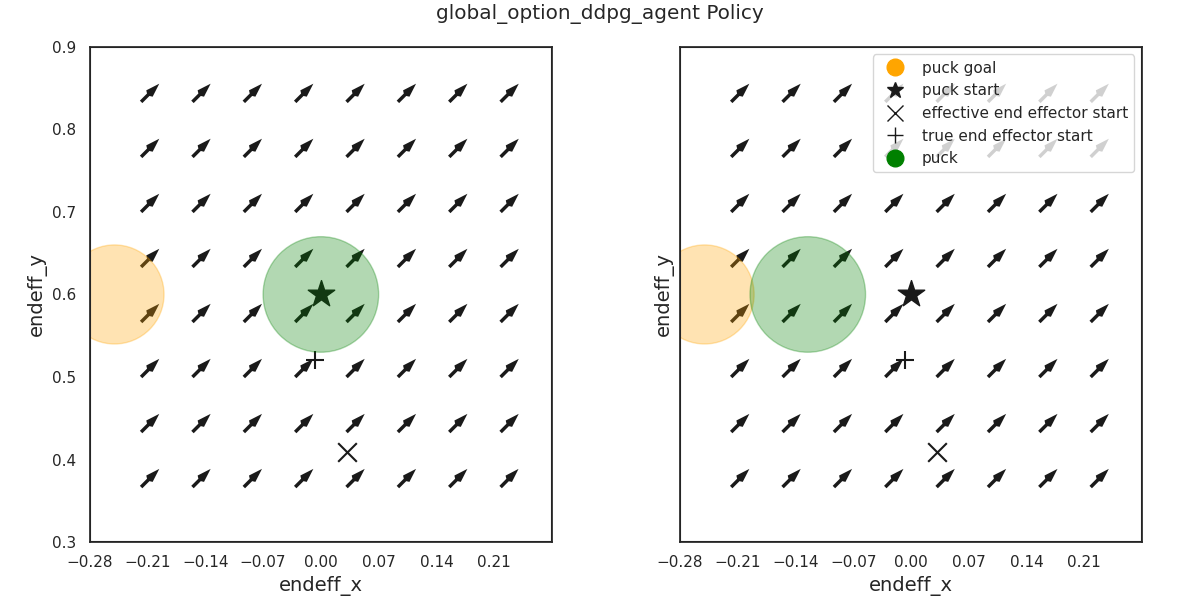 global_option_ddpg_agent Policy
endeff_y
0.9
0.8
0.7
0.6
0.5
0.4
0.3
−0.28 −0.21 −0.14 −0.07 0.00 0.07 0.14 0.21
endeff_x
puck goal
puck start
effective end effector start
true end effector start
puck
endeff_y
−0.28 −0.21 −0.14 −0.07 0.00 0.07 0.14 0.21
endeff_x